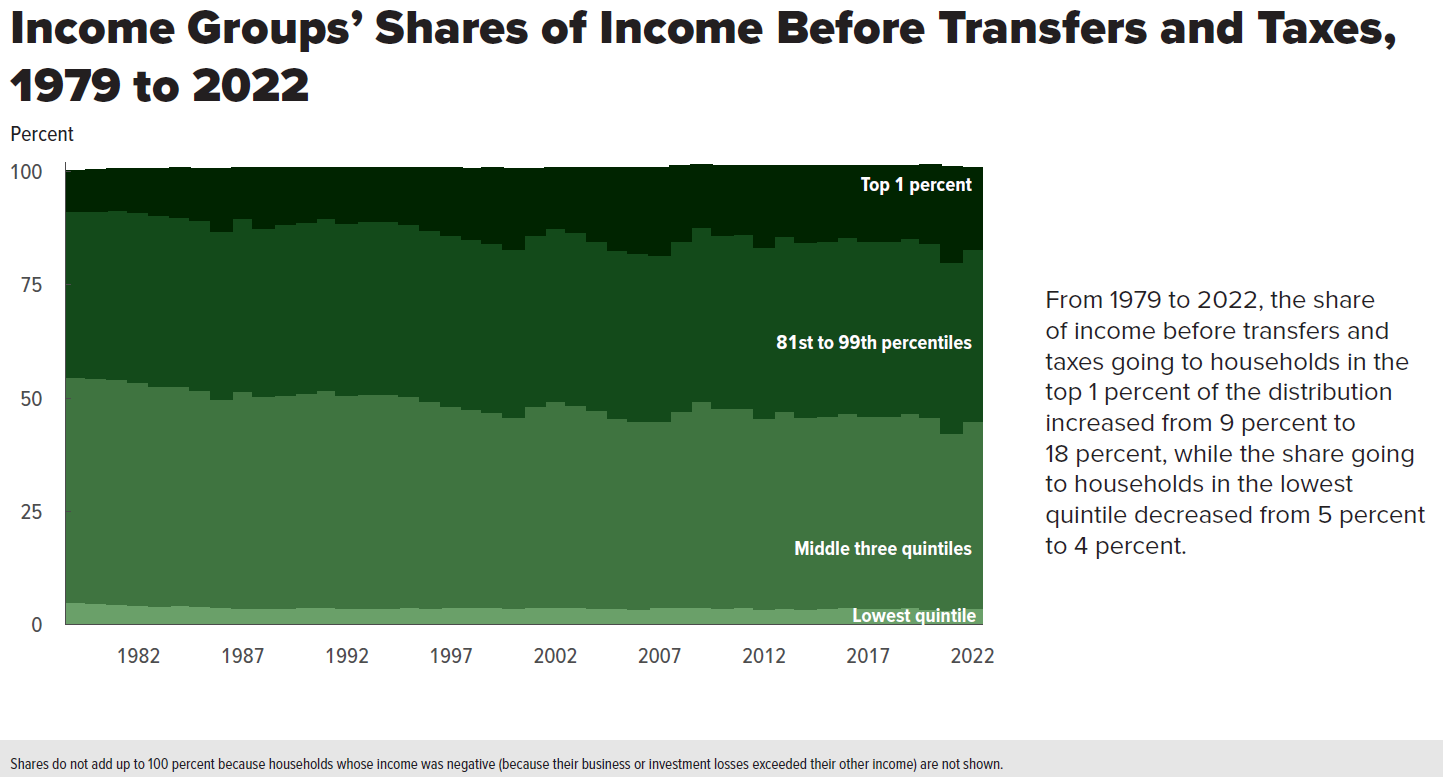 Income Groups’ Shares of Income Before Transfers and Taxes,
1979 to 2022
Percent
100
75
50
25
0
Top 1 percent
81st to 99th percentiles
Middle three quintiles
Lowest quintile
1982 1987 1992 1997 2002 2007 2012 2017 2022
From 1979 to 2022, the share
of income before transfers and
taxes going to households in the
top 1 percent of the distribution
increased from 9 percent to
18 percent, while the share going
to households in the lowest
quintile decreased from 5 percent
to 4 percent.
Shares do not add up to 100 percent because households whose income was negative (because their business or investment losses exceeded their other income) are not shown.